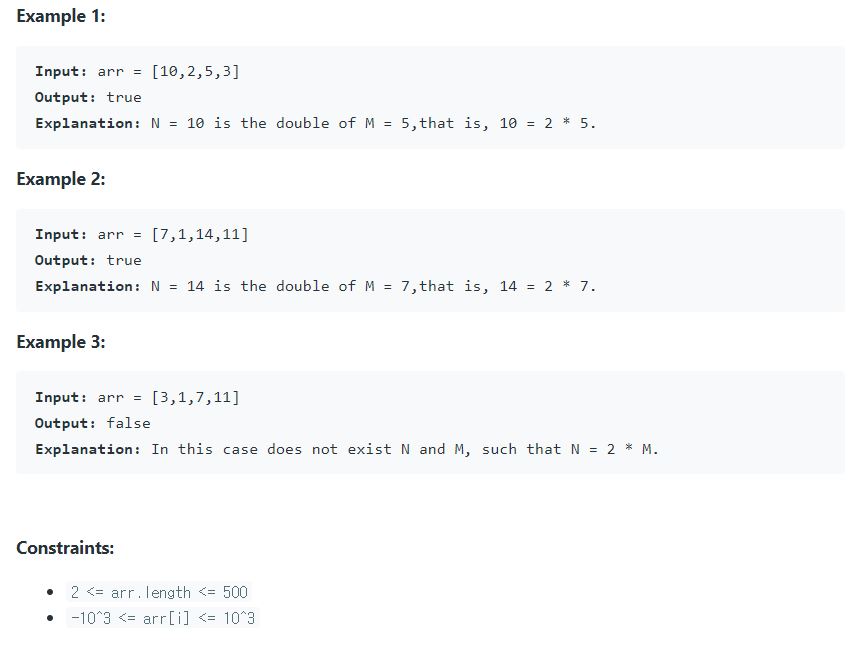 Example 1:
Input: arr = [10,2,5,3]
Output: true
Explanation: N = 10 is the double of M = 5,that is, 10 = 2 * 5.
Example 2:
Input: arr = [7,1,14,11]
Output: true
Explanation: N = 14 is the double of M = 7,that is, 14 = 2 * 7.
Example 3:
Input: arr = [3,1,7,11]
Output: false
Explanation: In this case does not exist N and M, such that N = 2 * M.
Constraints:
• 2 <= arr.length <= 500
• -10^3 <= arr[i] <= 10^3